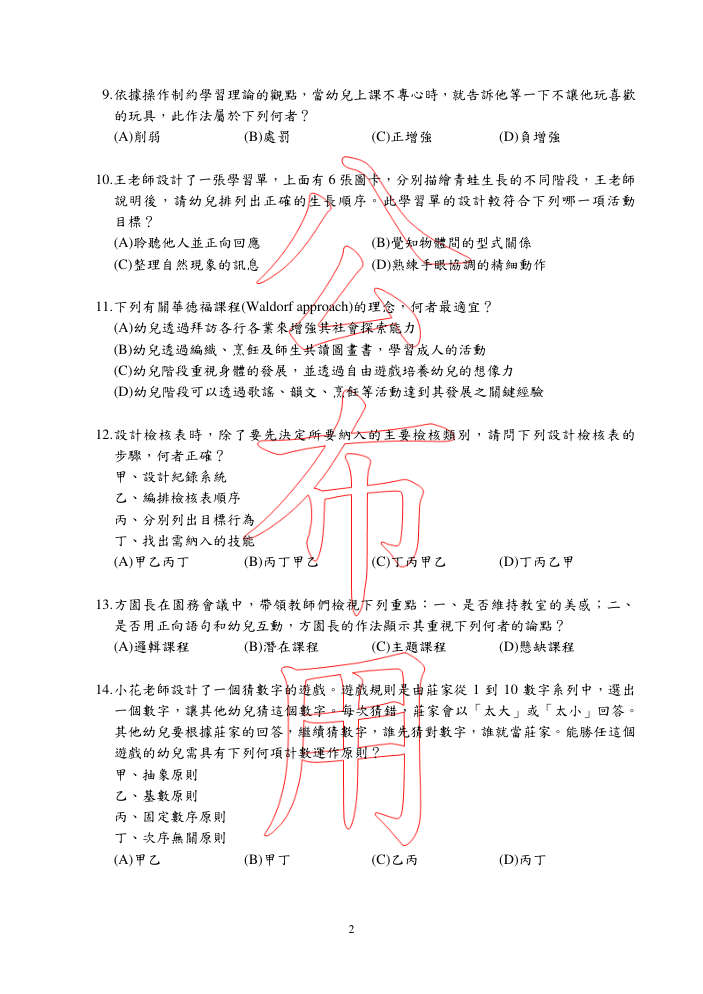 9.依據操作制約學習理論的觀點，當幼兒上課不專心時，就告訴他等一下不讓他玩喜歡
的玩具，此作法屬於下列何者？
(A)削弱 (B)處罰 (C)正增強 (D)負增強
10.王老師設計了一張學習單，上面有 6 張圖卡，分別描繪青蛙生長的不同階段，王老師
說明後，請幼兒排列出正確的生長順序。此學習單的設計較符合下列哪一項活動
目標？
(A)聆聽他人並正向回應 (B)覺知物體間的型式關係
(C)整理自然現象的訊息 (D)熟練手眼協調的精細動作
11.下列有關華德福課程(Waldorf approach)的理念，何者最適宜？
(A)幼兒透過拜訪各行各業來增強其社會探索能力
(B)幼兒透過編織、烹飪及師生共讀圖畫書，學習成人的活動
(C)幼兒階段重視身體的發展，並透過自由遊戲培養幼兒的想像力
(D)幼兒階段可以透過歌謠、韻文、烹飪等活動達到其發展之關鍵經驗
12.設計檢核表時，除了要先決定所要納入的主要檢核類別，請問下列設計檢核表的
步驟，何者正確？
甲、設計紀錄系統
乙、編排檢核表順序
丙、分別列出目標行為
丁、找出需納入的技能
(A)甲乙丙丁 (B)丙丁甲乙 (C)丁丙甲乙 (D)丁丙乙甲
13.方園長在園務會議中，帶領教師們檢視下列重點：一、是否維持教室的美感；二、
是否用正向語句和幼兒互動，方園長的作法顯示其重視下列何者的論點？
(A)邏輯課程 (B)潛在課程 (C)主題課程 (D)懸缺課程
14.小花老師設計了一個猜數字的遊戲。遊戲規則是由莊家從 1 到 10 數字系列中，選出
一個數字，讓其他幼兒猜這個數字。每次猜錯，莊家會以「太大」或「太小」回答。
其他幼兒要根據莊家的回答，繼續猜數字，誰先猜對數字，誰就當莊家。能勝任這個
遊戲的幼兒需具有下列何項計數運作原則？
甲、抽象原則
乙、基數原則
丙、固定數序原則
丁、次序無關原則
(A)甲乙 (B)甲丁 (C)乙丙 (D)丙丁
公布用
2